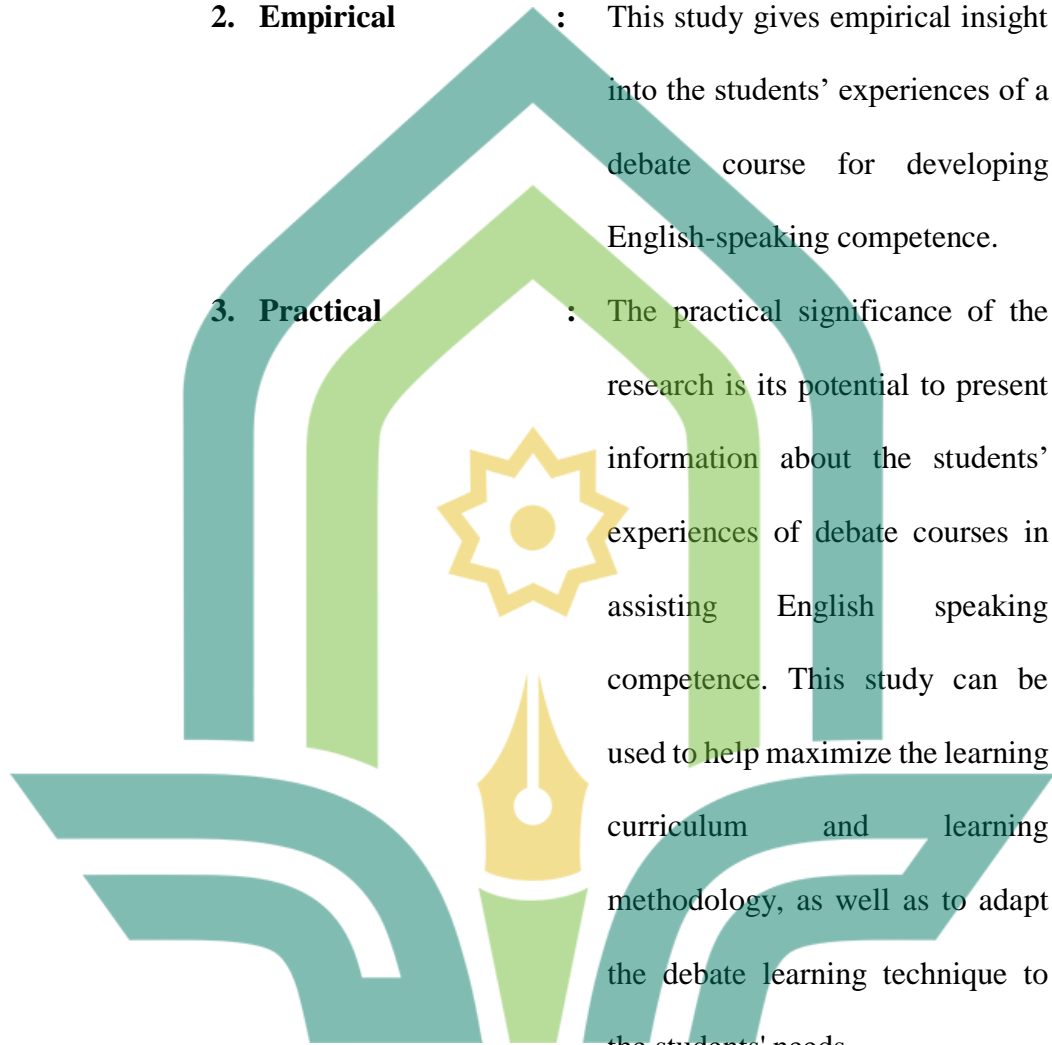 2. Empirical : This study gives empirical insight
into the students’ experiences of a
debate course for developing
English-speaking competence.
3. Practical : The practical significance of the
research is its potential to present
information about the students’
experiences of debate courses in
assisting English speaking
competence. This study can be
used to help maximize the learning
curriculum and learning
methodology, as well as to adapt
the debate learning technique to
the students' needs